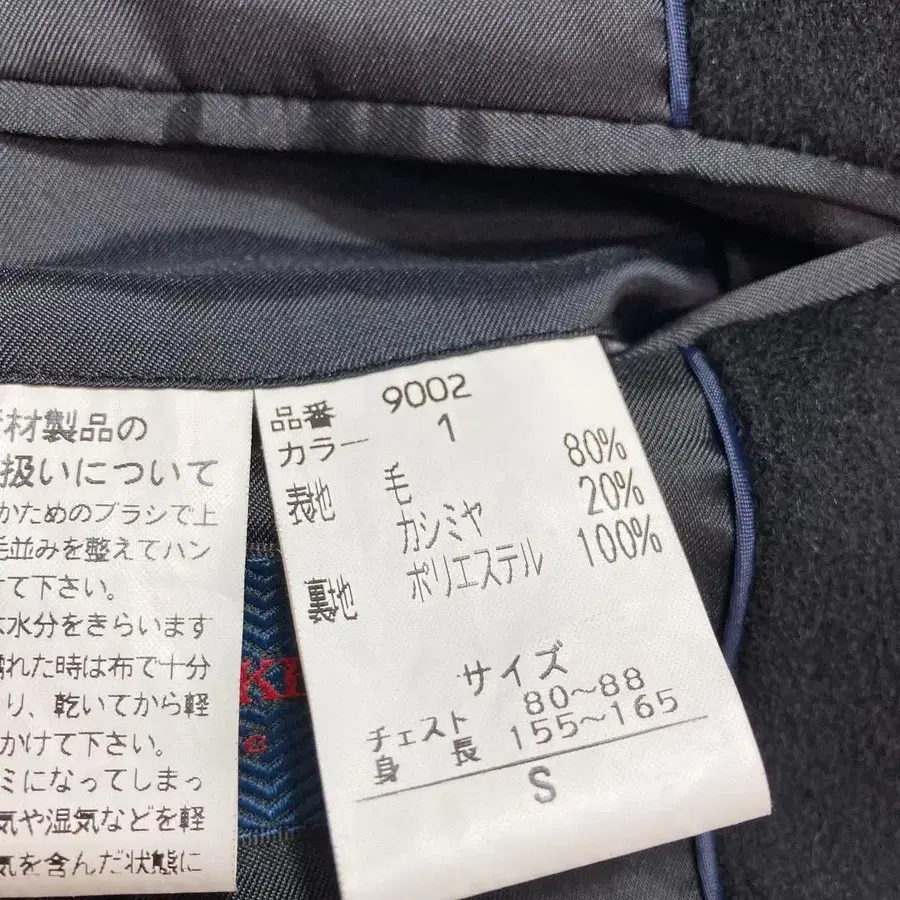 材製品の
扱いについて
かためのブラシで上
毛並みを整えてハン
けて下さい。
水分をきらいます
れた時は布で十分
り、乾いてから軽
かけて下さい。
ミになってしまっ
気や湿気などを軽
気を含んだ状態に
品番 9002
カラー 1
表地 毛 80%
カシミヤ 20%
裏地 ポリエステル 100%
サイズ
チェスト 80～88
身長 155～165
S
KL
®